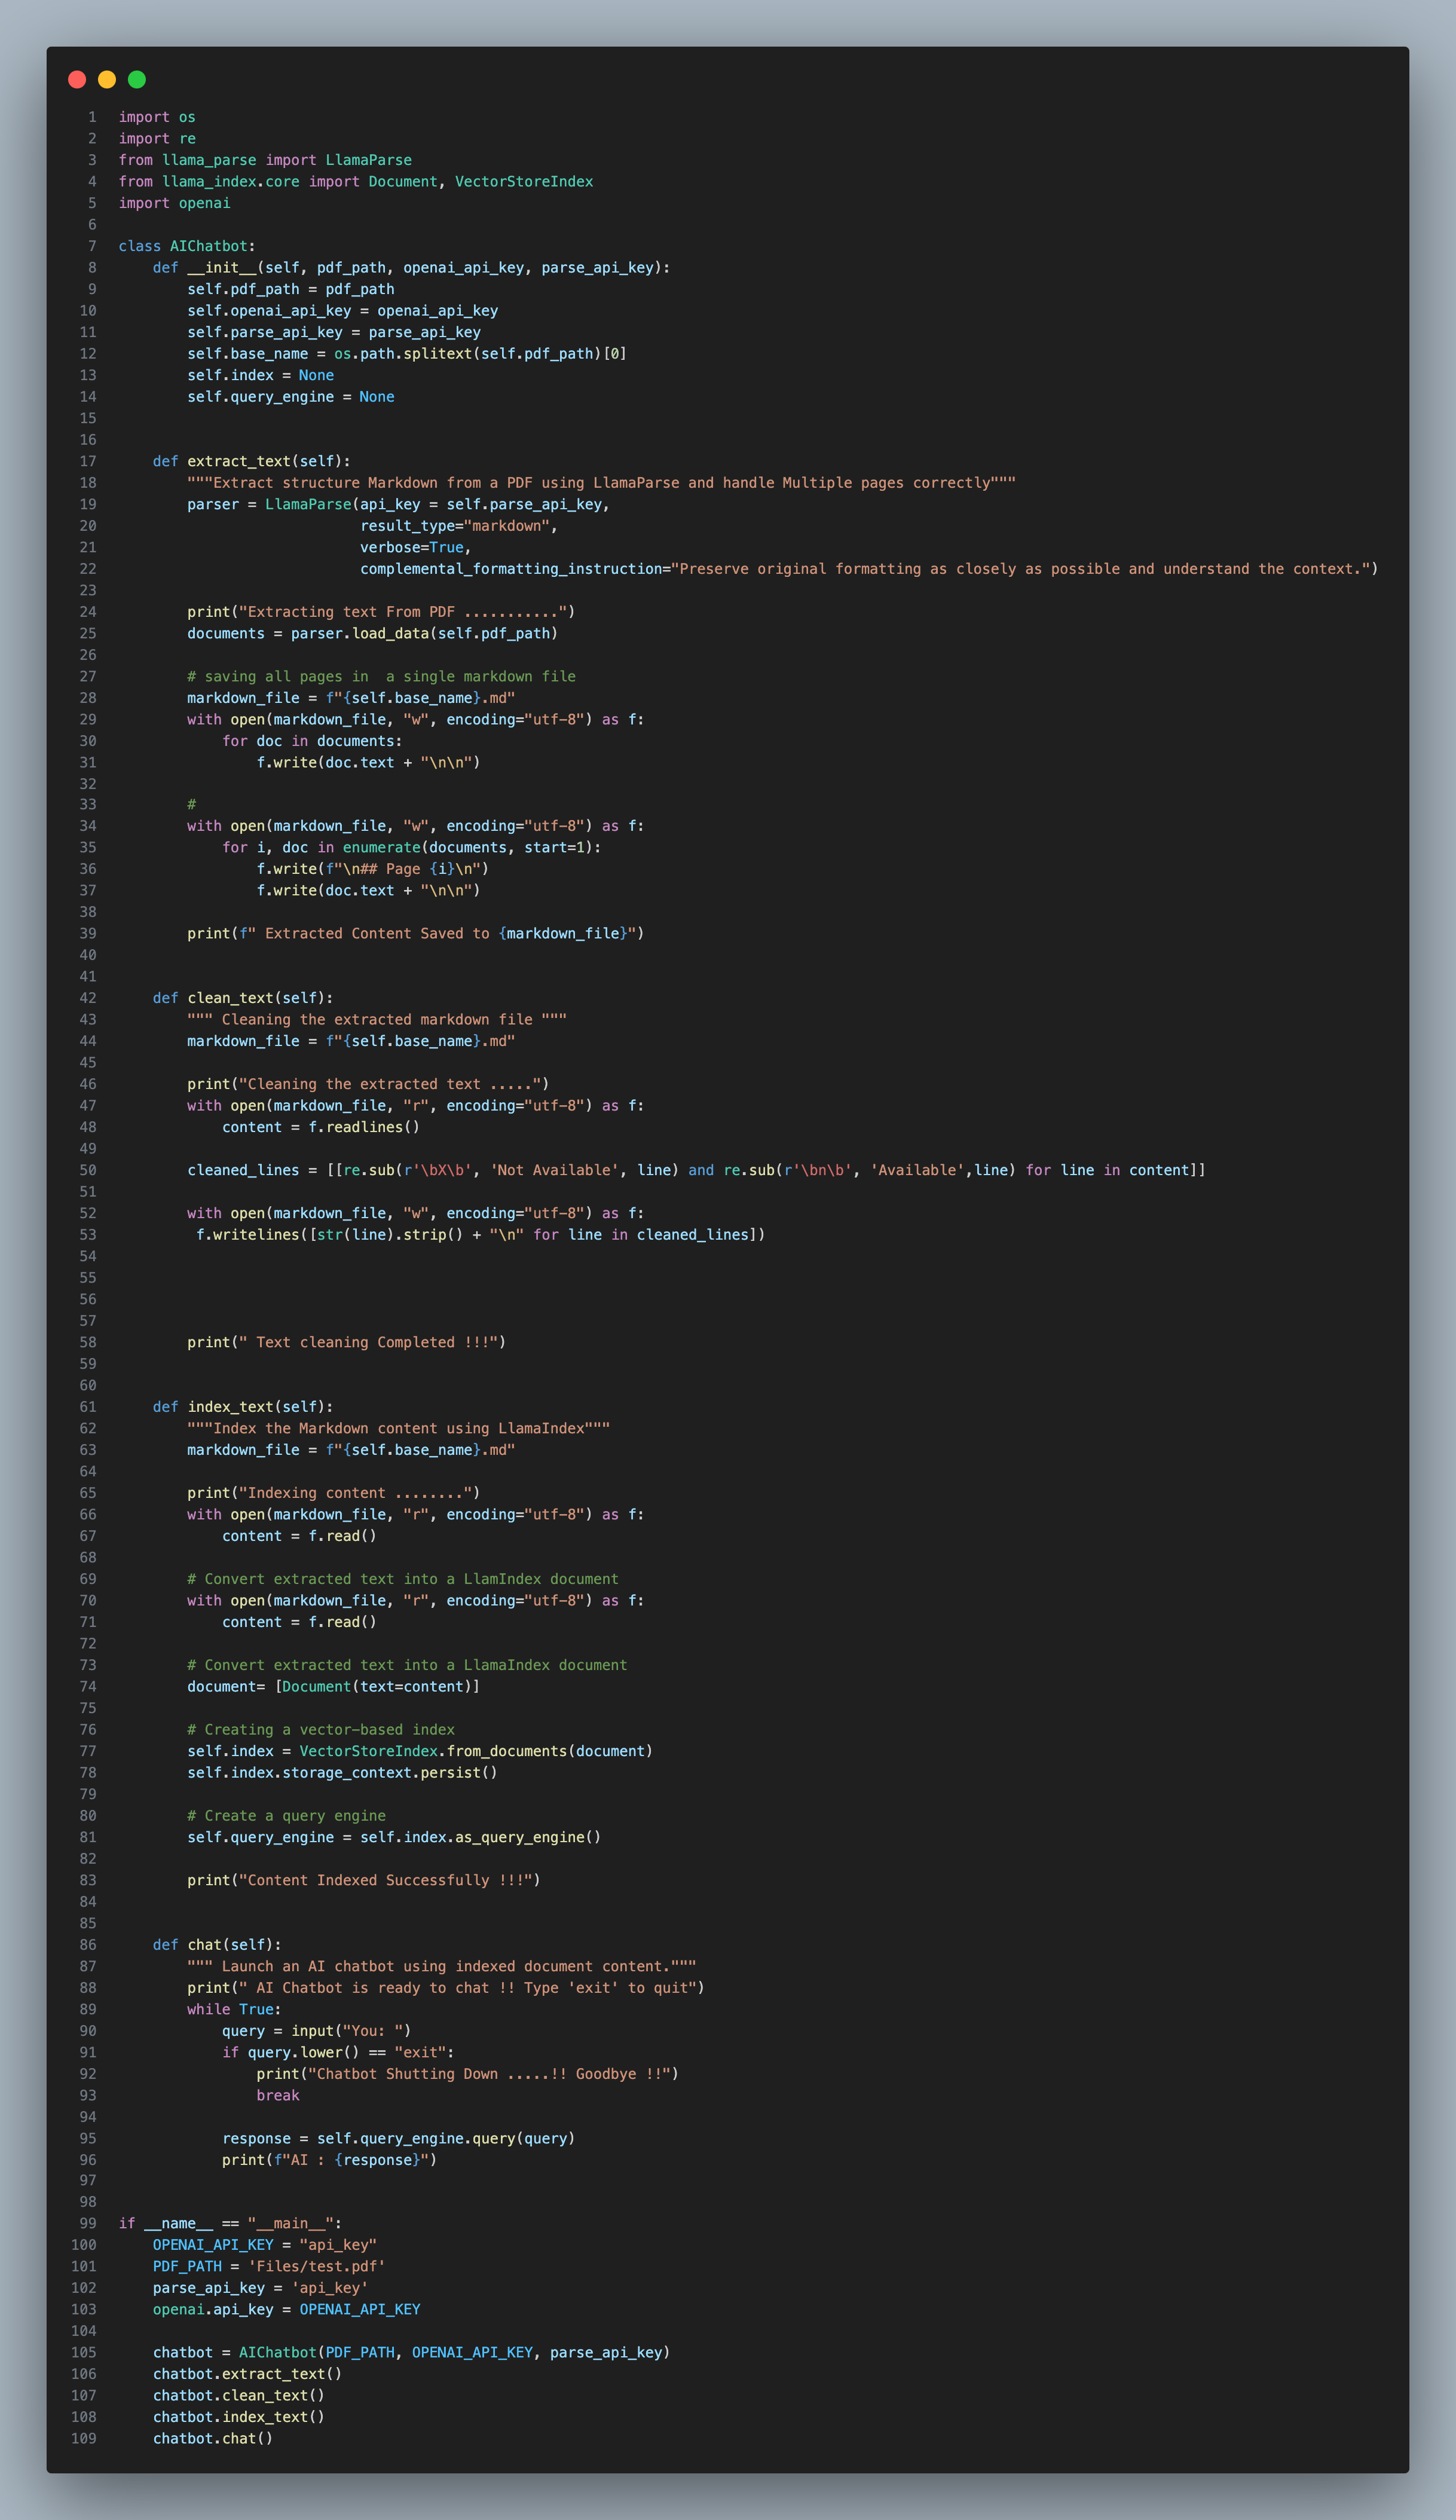 1 import os
2 import re
3 from llama_parse import LlamaParse
4 from llama_index.core import Document, VectorStoreIndex
5 import openai
6
7 class AIChatbot:
8     def __init__(self, pdf_path, openai_api_key, parse_api_key):
9         self.pdf_path = pdf_path
10         self.openai_api_key = openai_api_key
11         self.parse_api_key = parse_api_key
12         self.base_name = os.path.splitext(self.pdf_path)[0]
13         self.index = None
14         self.query_engine = None
15
16
17     def extract_text(self):
18         """Extract structure Markdown from a PDF using LlamaParse and handle Multiple pages correctly"""
19         parser = LlamaParse(api_key = self.parse_api_key,
20                             result_type="markdown",
21                             verbose=True,
22                             complemental_formatting_instruction="Preserve original formatting as closely as possible and understand the context.")
23
24         print("Extracting text From PDF ...........")
25         documents = parser.load_data(self.pdf_path)
26
27         # saving all pages in  a single markdown file
28         markdown_file = f"{self.base_name}.md"
29         with open(markdown_file, "w", encoding="utf-8") as f:
30             for doc in documents:
31                 f.write(doc.text + "\n\n")
32
33         #
34         with open(markdown_file, "w", encoding="utf-8") as f:
35             for i, doc in enumerate(documents, start=1):
36                 f.write(f"\n## Page {i}\n")
37                 f.write(doc.text + "\n\n")
38
39         print(f" Extracted Content Saved to {markdown_file}")
40
41
42     def clean_text(self):
43         """ Cleaning the extracted markdown file """
44         markdown_file = f"{self.base_name}.md"
45
46         print("Cleaning the extracted text .....")
47         with open(markdown_file, "r", encoding="utf-8") as f:
48             content = f.readlines()
49
50         cleaned_lines = [[re.sub(r'\bX\b', 'Not Available', line) and re.sub(r'\bn\b', 'Available',line) for line in content]]
51
52         with open(markdown_file, "w", encoding="utf-8") as f:
53          f.writelines([str(line).strip() + "\n" for line in cleaned_lines])
54
55
56
57
58         print(" Text cleaning Completed !!!")
59
60
61     def index_text(self):
62         """Index the Markdown content using LlamaIndex"""
63         markdown_file = f"{self.base_name}.md"
64
65         print("Indexing content ........")
66         with open(markdown_file, "r", encoding="utf-8") as f:
67             content = f.read()
68
69         # Convert extracted text into a LlamIndex document
70         with open(markdown_file, "r", encoding="utf-8") as f:
71             content = f.read()
72
73         # Convert extracted text into a LlamaIndex document
74         document= [Document(text=content)]
75
76         # Creating a vector-based index
77         self.index = VectorStoreIndex.from_documents(document)
78         self.index.storage_context.persist()
79
80         # Create a query engine
81         self.query_engine = self.index.as_query_engine()
82
83         print("Content Indexed Successfully !!!")
84
85
86     def chat(self):
87         """ Launch an AI chatbot using indexed document content."""
88         print(" AI Chatbot is ready to chat !! Type 'exit' to quit")
89         while True:
90             query = input("You: ")
91             if query.lower() == "exit":
92                 print("Chatbot Shutting Down .....!! Goodbye !!")
93                 break
94
95             response = self.query_engine.query(query)
96             print(f"AI : {response}")
97
98
99 if __name__ == "__main__":
100     OPENAI_API_KEY = "api_key"
101     PDF_PATH = 'Files/test.pdf'
102     parse_api_key = 'api_key'
103     openai.api_key = OPENAI_API_KEY
104
105     chatbot = AIChatbot(PDF_PATH, OPENAI_API_KEY, parse_api_key)
106     chatbot.extract_text()
107     chatbot.clean_text()
108     chatbot.index_text()
109     chatbot.chat()